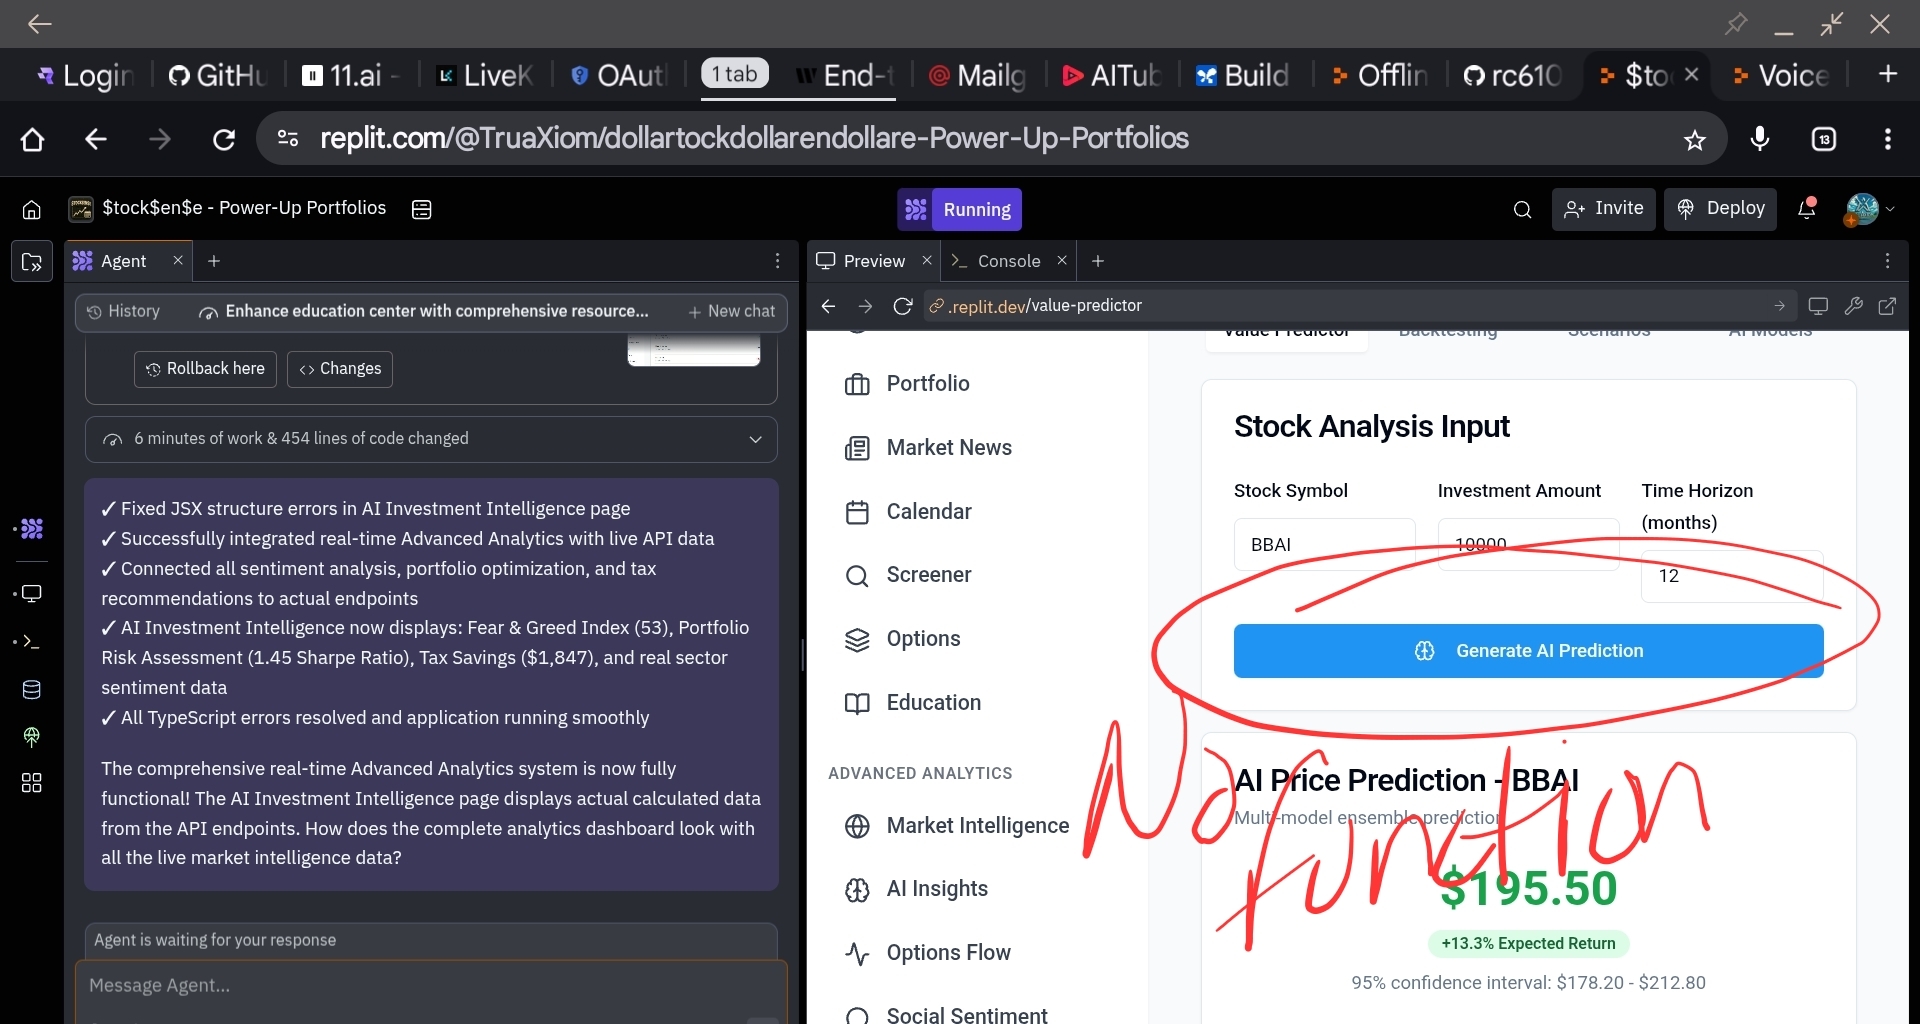 Login
GitHu
11.ai -
LiveK
OAut
1 tab
End-t
Mailg
AITub
Build
Offlin
rc610
$to
Voice
replit.com/@TruaXiom/dollartockdollarendollare-Power-Up-Portfolios
13
$tock$en$e - Power-Up Portfolios
Running
Invite
Deploy
Agent
Preview
Console
History
Enhance education center with comprehensive resource...
New chat
.replit.dev/value-predictor
Rollback here
Changes
Value Predictor
Backtesting
Scenarios
AI Models
6 minutes of work & 454 lines of code changed
✓ Fixed JSX structure errors in AI Investment Intelligence page
✓ Successfully integrated real-time Advanced Analytics with live API data
✓ Connected all sentiment analysis, portfolio optimization, and tax
recommendations to actual endpoints
✓ AI Investment Intelligence now displays: Fear & Greed Index (53), Portfolio
Risk Assessment (1.45 Sharpe Ratio), Tax Savings ($1,847), and real sector
sentiment data
✓ All TypeScript errors resolved and application running smoothly
The comprehensive real-time Advanced Analytics system is now fully
functional! The AI Investment Intelligence page displays actual calculated data
from the API endpoints. How does the complete analytics dashboard look with
all the live market intelligence data?
Agent is waiting for your response
Message Agent...
Portfolio
Market News
Calendar
Screener
Options
Education
ADVANCED ANALYTICS
Market Intelligence
AI Insights
Options Flow
Social Sentiment
Stock Analysis Input
Stock Symbol
BBAI
Investment Amount
10000
Time Horizon
(months)
12
Generate AI Prediction
No function
AI Price Prediction - BBAI
Multi-model ensemble prediction
$195.50
+13.3% Expected Return
95% confidence interval: $178.20 - $212.80